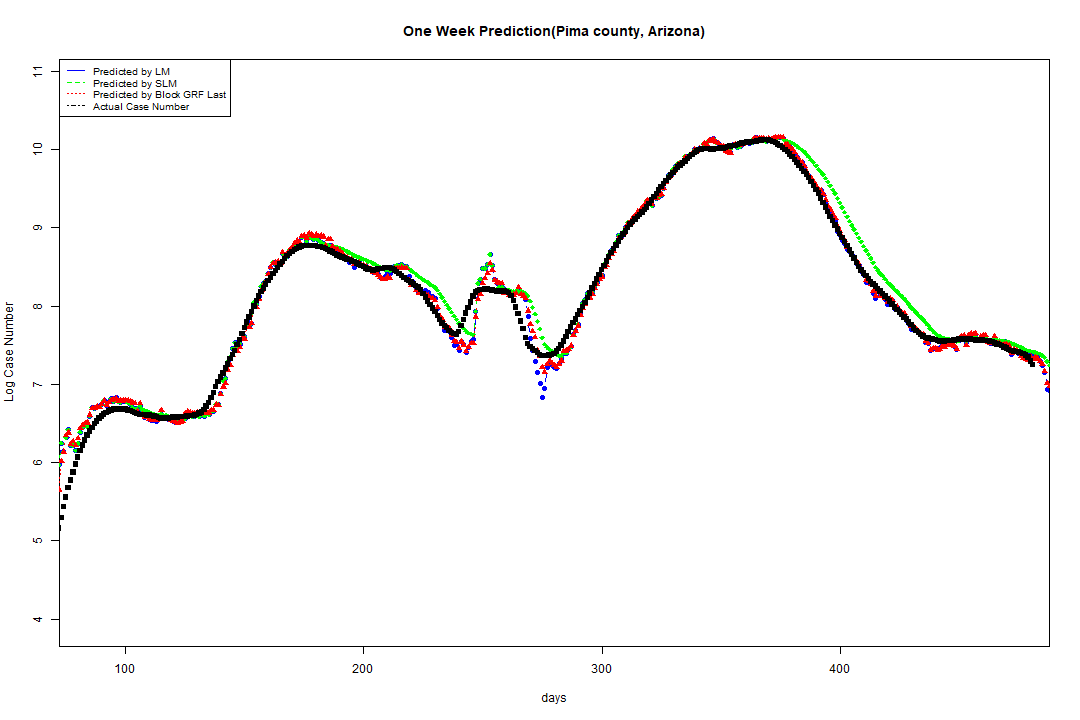 One Week Prediction(Pima county, Arizona)
Predicted by LM
Predicted by SLM
Predicted by Block GRF Last
Actual Case Number
Log Case Number
11
10
9
8
7
6
5
4
100
200
300
400
days